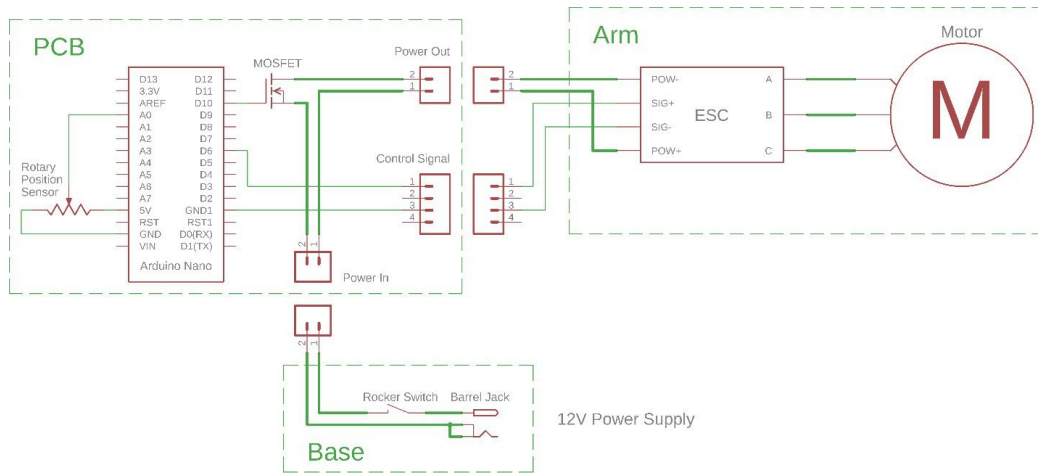 PCB
MOSFET
Power Out
D13 D12
3.3V D11
AREF D10
A0 D9
A1 D8
A2 D7
A3 D6
A4 D5
A5 D4
A6 D3
A7 D2
5V GND1
RST RST1
GND D0(RX)
VIN D1(TX)
Arduino Nano
Rotary
Position
Sensor
2
1
Control Signal
1
2
3
4
2 1
Power In
2
1
1
2
3
4
Arm
Motor
POW-
SIG+
SIG-
POW+
ESC
A
B
C
M
2 1
Rocker Switch
Barrel Jack
Base
12V Power Supply